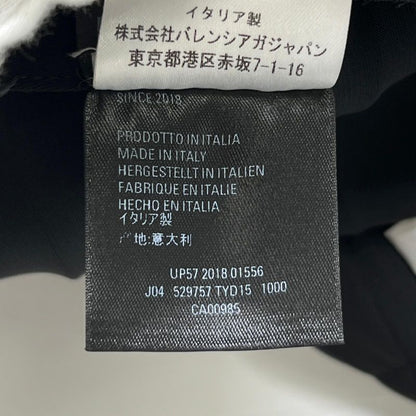 イタリア製
株式会社バレンシアガジャパン
東京都港区赤坂7-1-16
SINCE 2018
PRODOTTO IN ITALIA
MADE IN ITALY
HERGESTELLT IN ITALIEN
FABRIQUE EN ITALIE
HECHO EN ITALIA
イタリア製
产地:意大利
UP57 2018 01556
J04 529757 TYD15 1000
CA00985